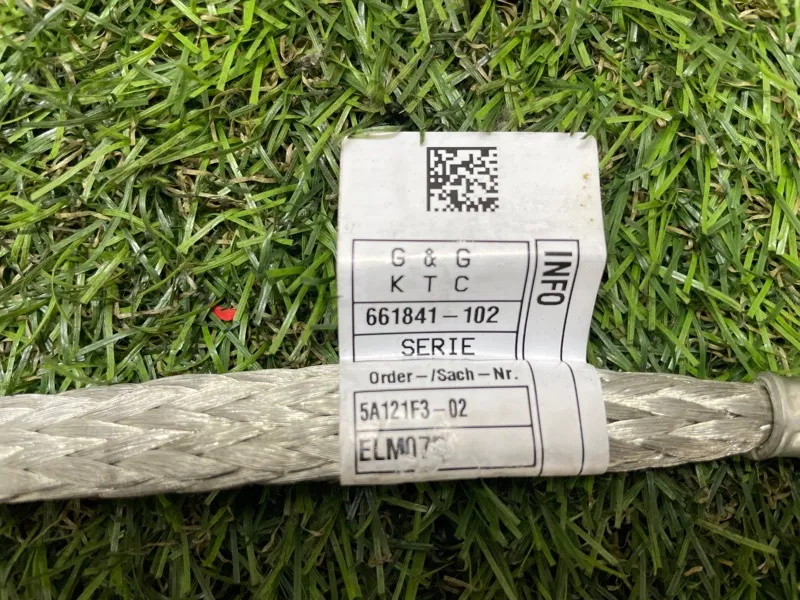 G & G
K T C
INFO
661841-102
SERIE
Order-/Sach-Nr.
5A121F3-02